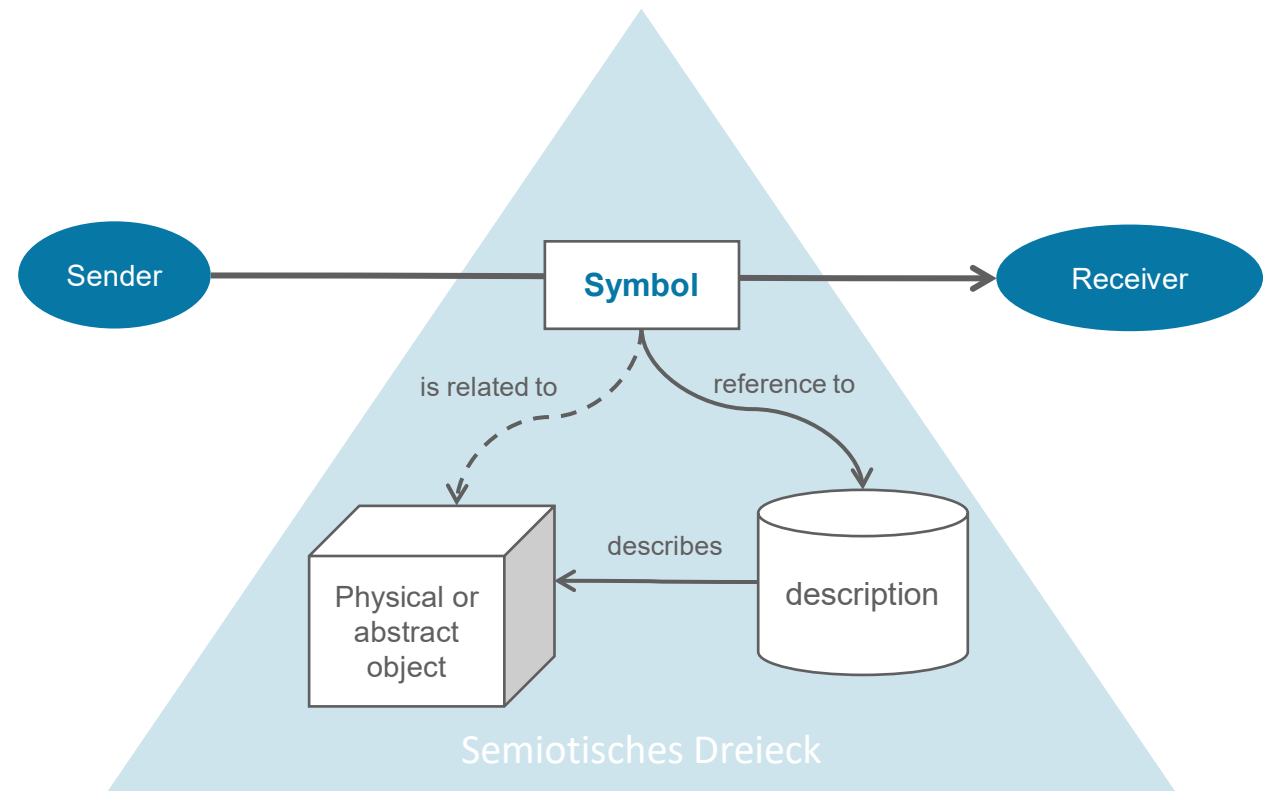 Sender
Symbol
Receiver
is related to
reference to
describes
Physical or
abstract
object
description
Semiotisches Dreieck